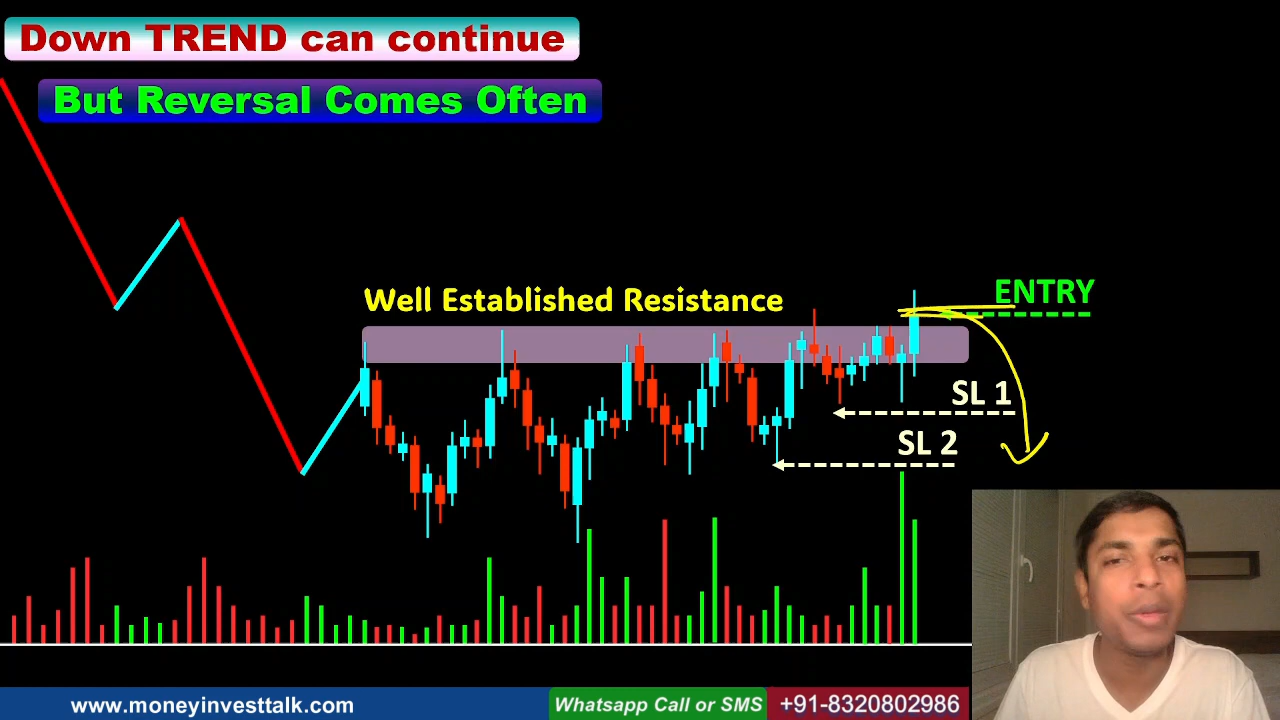 Down TREND can continue
But Reversal Comes Often
Well Established Resistance
ENTRY
SL 1
SL 2
www.moneyinvesttalk.com
Whatsapp Call or SMS
+91-8320802986